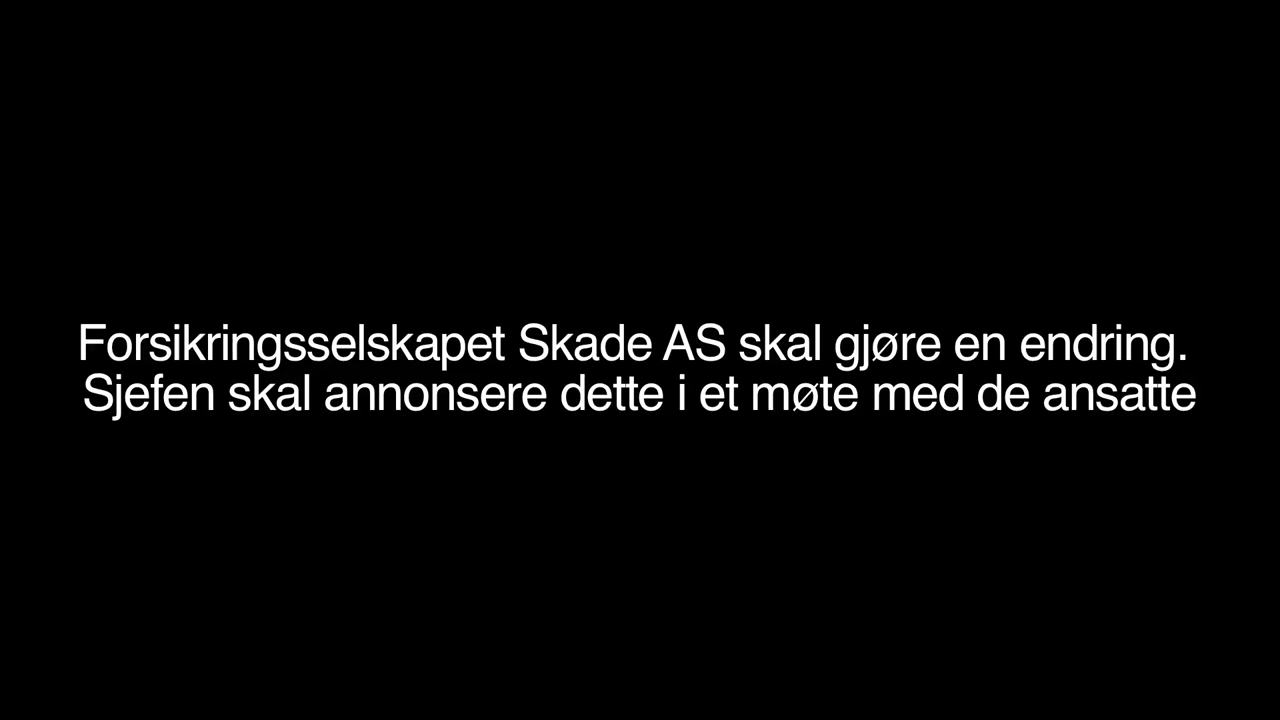 Forsikringsselskapet Skade AS skal gjøre en endring.
Sjefen skal annonsere dette i et møte med de ansatte